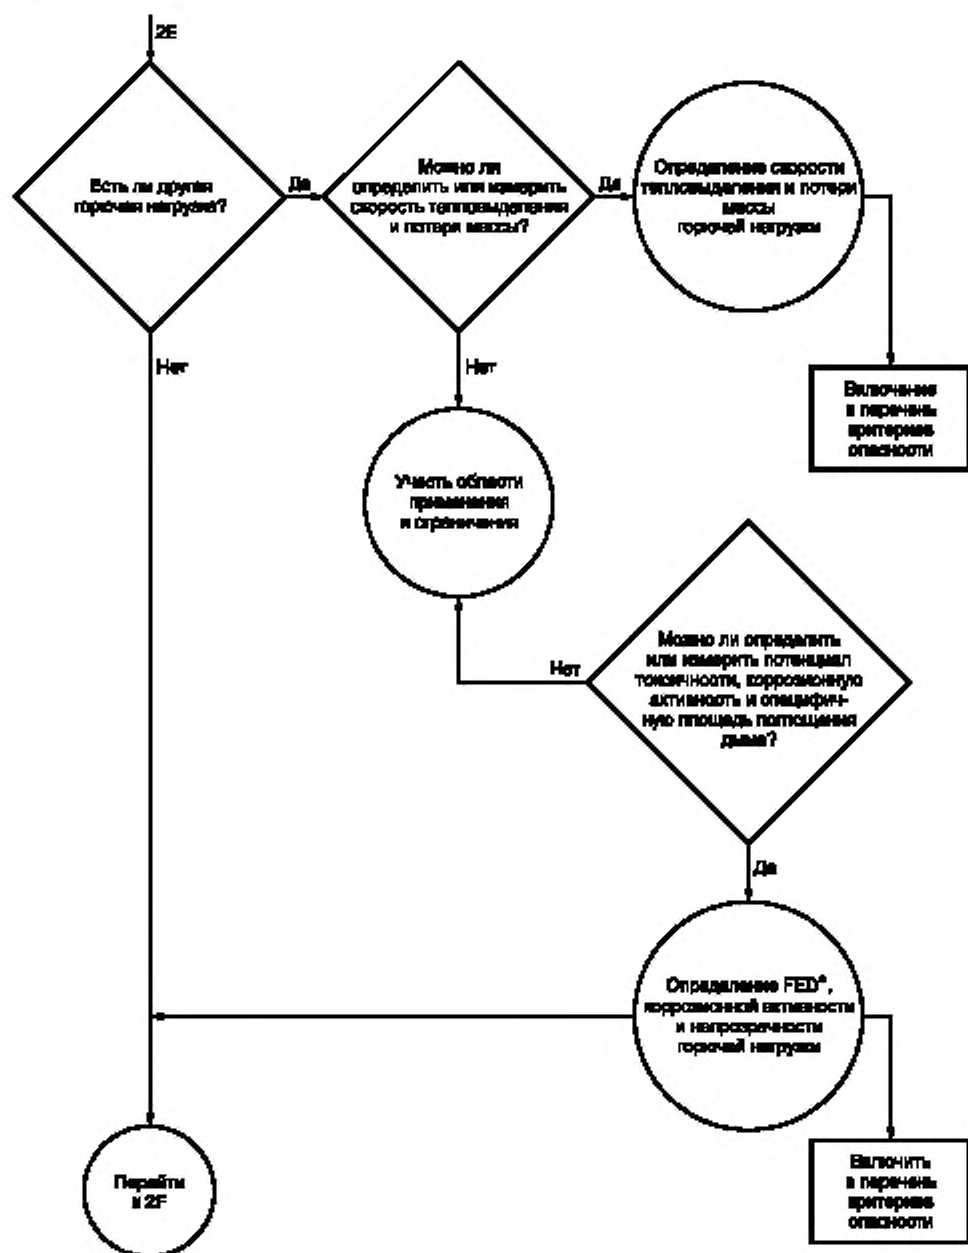 2E
Есть ли другая
горючая нагрузка?
Да
Можно ли
определить или измерить
скорость тепловыделения
и потери массы?
Да
Определение скорости
тепловыделения и потери
массы
горючей нагрузки
Нет
Нет
Включение
в перечень
критериев
опасности
Учесть области
применения
и ограничения
Можно ли определить
или измерить потенциал
токсичности, коррозионную
активность и специфич-
ную площадь поглощения
дыма?
Нет
Да
Определение FED*,
коррозионной активности
и непрозрачности
горючей нагрузки
Перейти
к 2F
Включить
в перечень
критериев
опасности